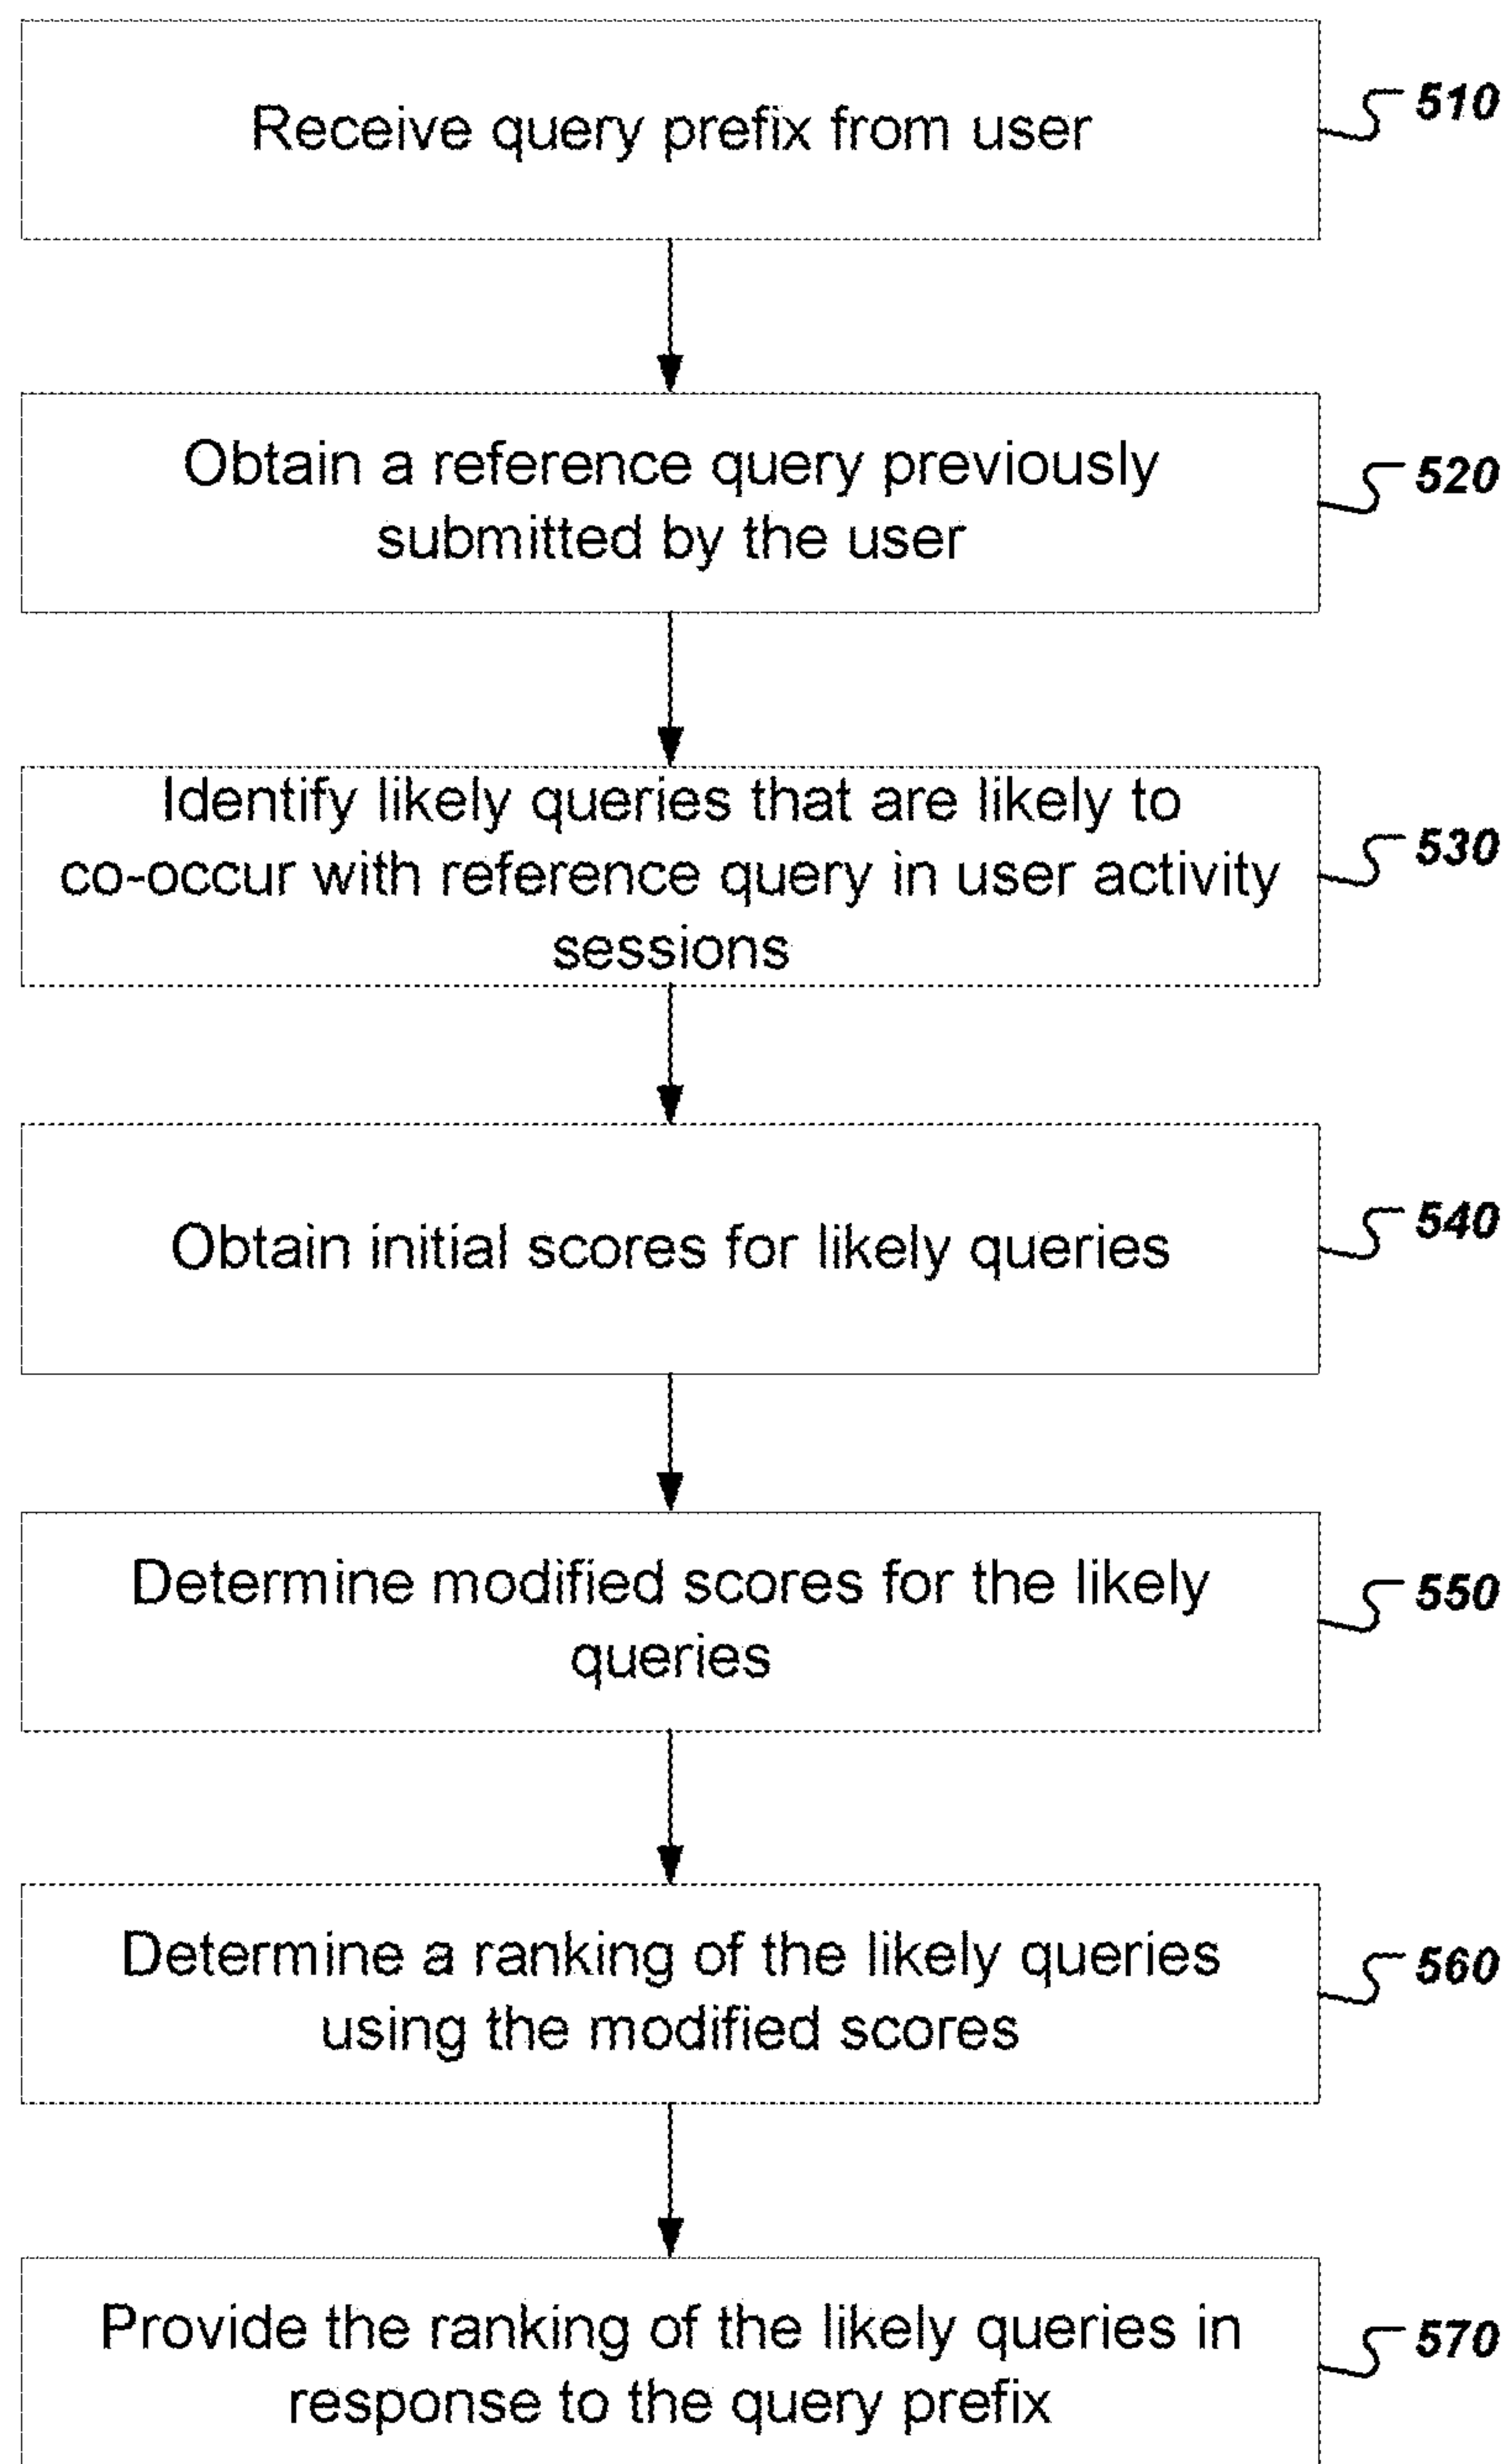 Receive query prefix from user
510
Obtain a reference query previously
submitted by the user
520
Identify likely queries that are likely to
co-occur with reference query in user activity
sessions
530
Obtain initial scores for likely queries
540
Determine modified scores for the likely
queries
550
Determine a ranking of the likely queries
using the modified scores
560
Provide the ranking of the likely queries in
response to the query prefix
570